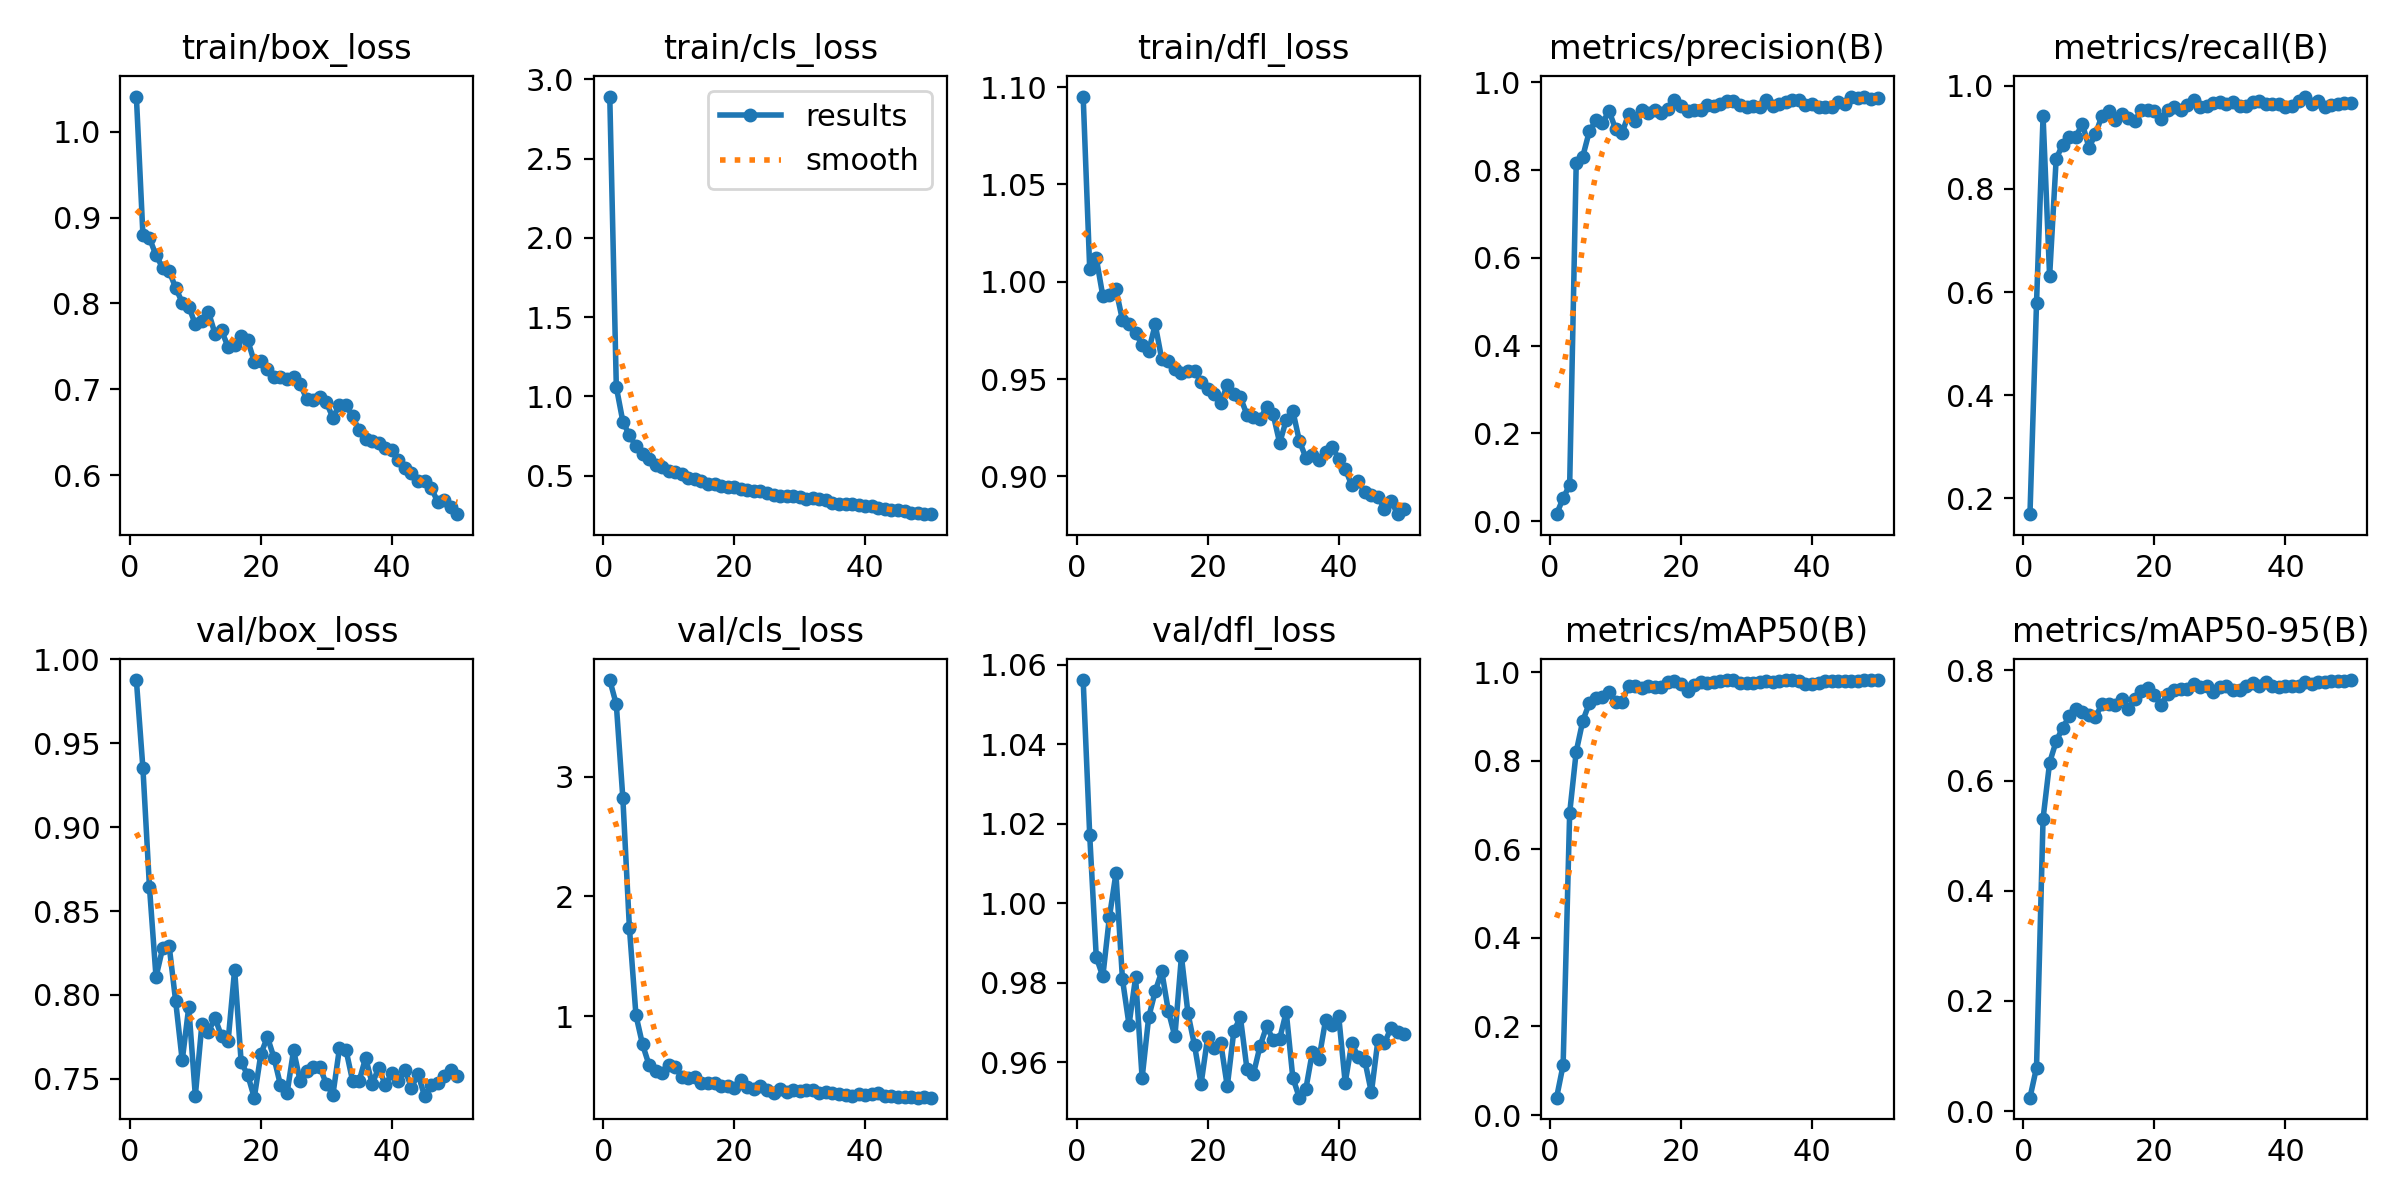 train/box_loss
train/cls_loss
train/dfl_loss
metrics/precision(B)
metrics/recall(B)
1.0
0.9
0.8
0.7
0.6
0 20 40
3.0
2.5
2.0
1.5
1.0
0.5
0 20 40
results
smooth
1.10
1.05
1.00
0.95
0.90
0 20 40
1.0
0.8
0.6
0.4
0.2
0.0
0 20 40
1.0
0.8
0.6
0.4
0.2
0 20 40
val/box_loss
val/cls_loss
val/dfl_loss
metrics/mAP50(B)
metrics/mAP50-95(B)
1.00
0.95
0.90
0.85
0.80
0.75
0 20 40
3
2
1
0 20 40
1.06
1.04
1.02
1.00
0.98
0.96
0 20 40
1.0
0.8
0.6
0.4
0.2
0.0
0 20 40
0.8
0.6
0.4
0.2
0.0
0 20 40